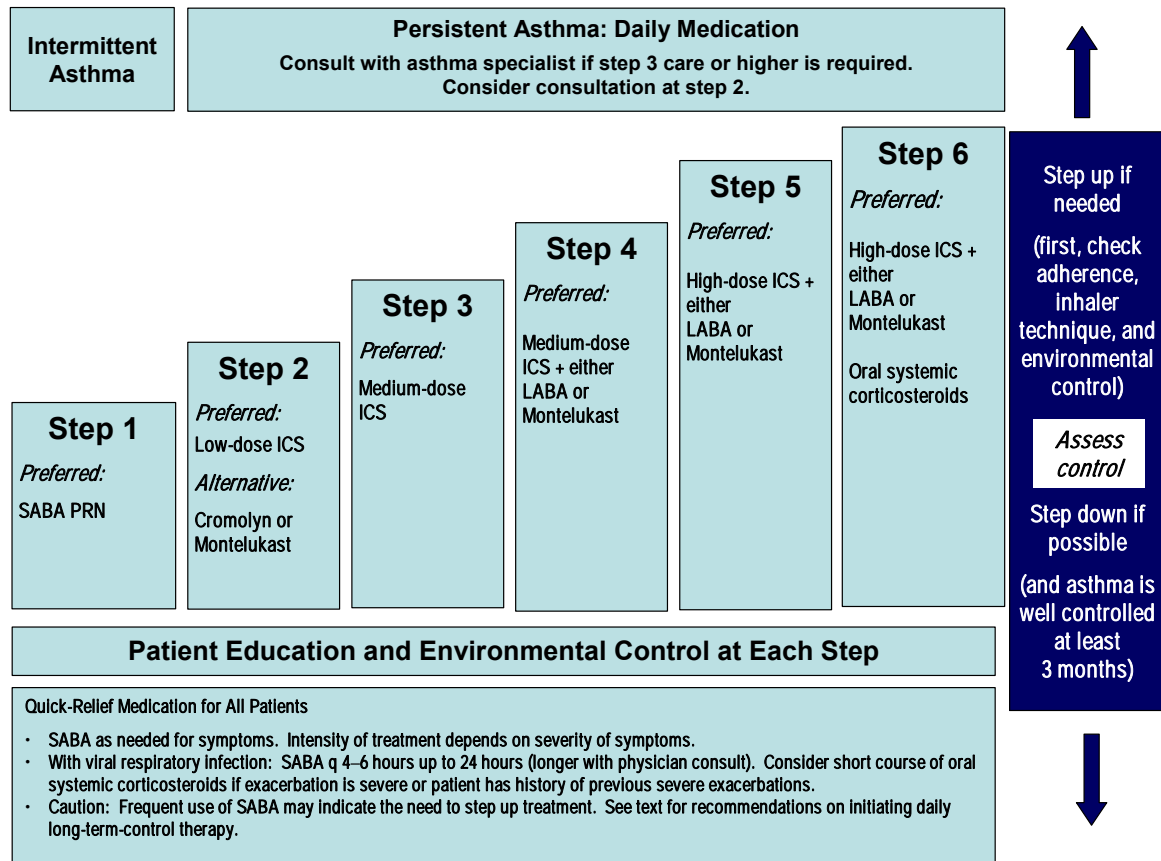 Intermittent
Asthma
Persistent Asthma: Daily Medication
Consult with asthma specialist if step 3 care or higher is required.
Consider consultation at step 2.
Step 1
Preferred:
SABA PRN
Step 2
Preferred:
Low-dose ICS
Alternative:
Cromolyn or
Montelukast
Step 3
Preferred:
Medium-dose
ICS
Step 4
Preferred:
Medium-dose
ICS + either
LABA or
Montelukast
Step 5
Preferred:
High-dose ICS +
either
LABA or
Montelukast
Step 6
Preferred:
High-dose ICS +
either
LABA or
Montelukast
Oral systemic
corticosteroids
Step up if
needed
(first, check
adherence,
inhaler
technique, and
environmental
control)
Assess
control
Step down if
possible
(and asthma is
well controlled
at least
3 months)
Patient Education and Environmental Control at Each Step
Quick-Relief Medication for All Patients
• SABA as needed for symptoms. Intensity of treatment depends on severity of symptoms.
• With viral respiratory infection: SABA q 4–6 hours up to 24 hours (longer with physician consult). Consider short course of oral
systemic corticosteroids if exacerbation is severe or patient has history of previous severe exacerbations.
• Caution: Frequent use of SABA may indicate the need to step up treatment. See text for recommendations on initiating daily
long-term-control therapy.